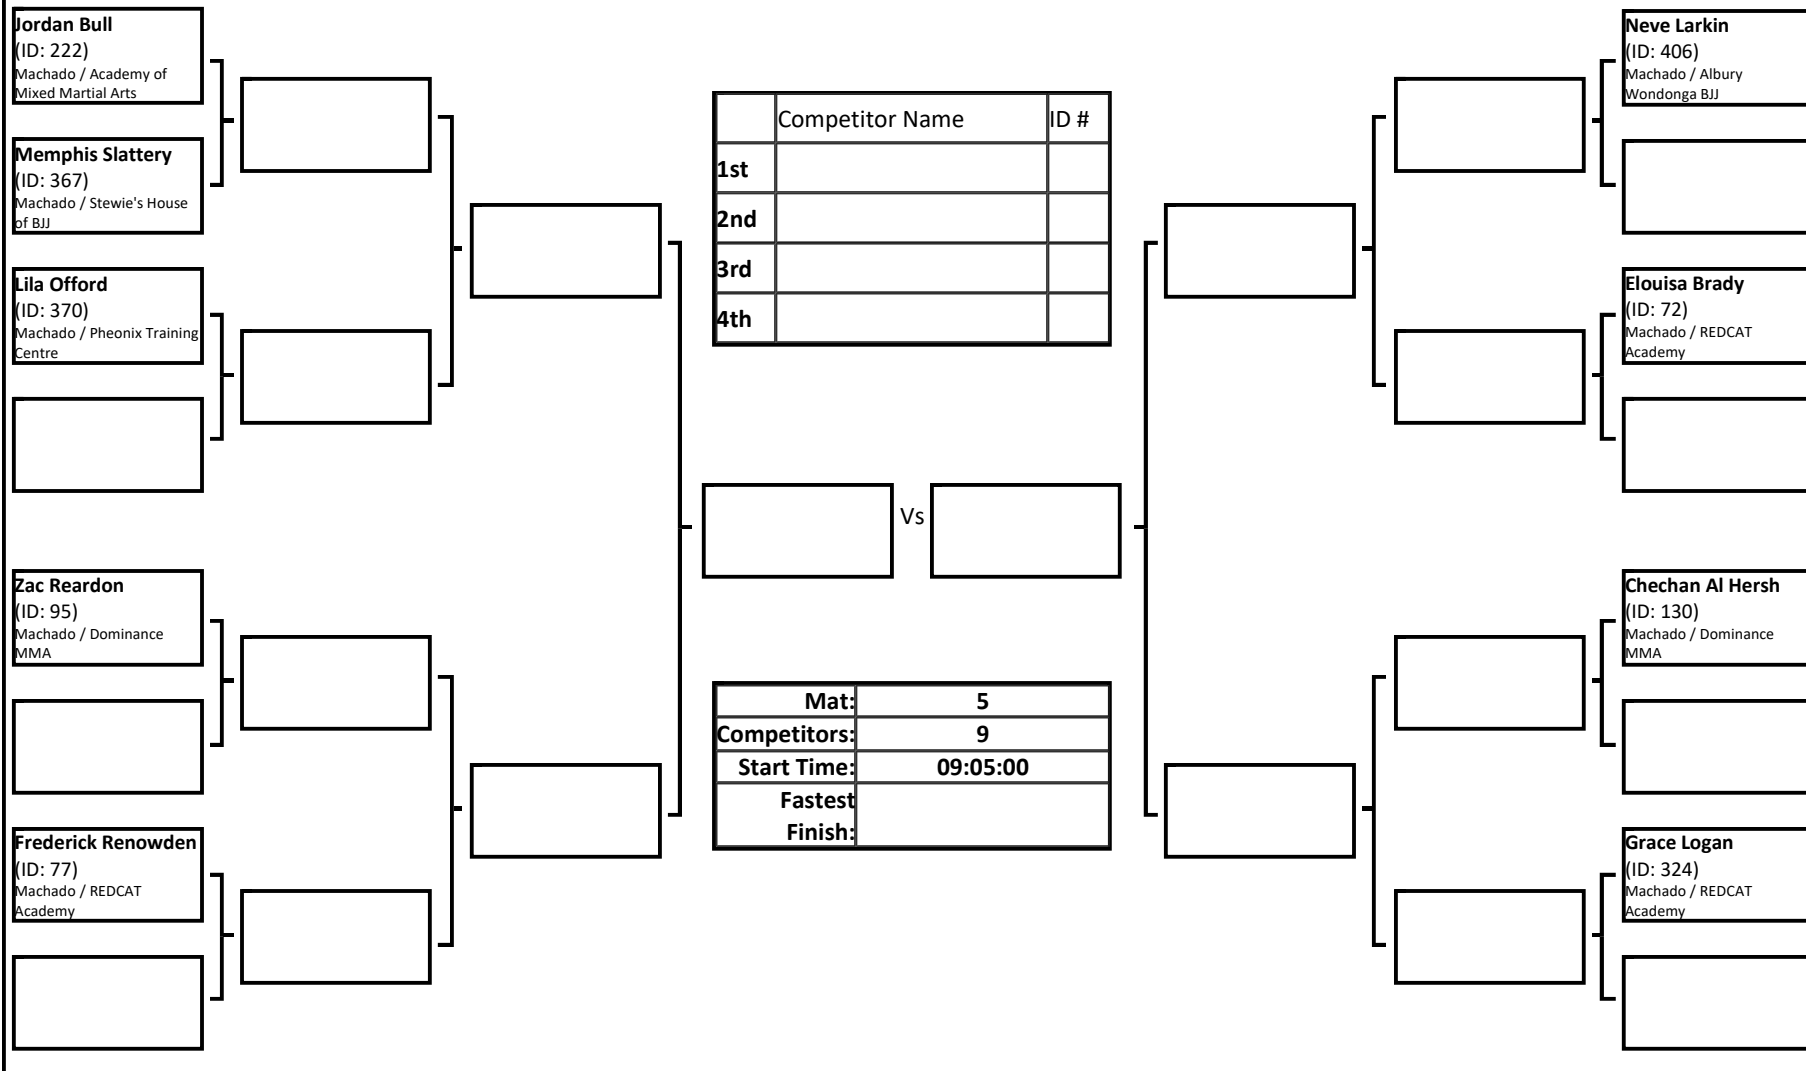 Jordan Bull
(ID: 222)
Machado / Academy of
Mixed Martial Arts
Memphis Slattery
(ID: 367)
Machado / Stewie's House
of BJJ
Lila Offord
(ID: 370)
Machado / Pheonix Training
Centre
Zac Reardon
(ID: 95)
Machado / Dominance
MMA
Frederick Renowden
(ID: 77)
Machado / REDCAT
Academy
Competitor Name ID #
1st
2nd
3rd
4th
Vs
Mat: 5
Competitors: 9
Start Time: 09:05:00
Fastest
Finish:
Neve Larkin
(ID: 406)
Machado / Albury
Wondonga BJJ
Elouisa Brady
(ID: 72)
Machado / REDCAT
Academy
Chechan Al Hersh
(ID: 130)
Machado / Dominance
MMA
Grace Logan
(ID: 324)
Machado / REDCAT
Academy